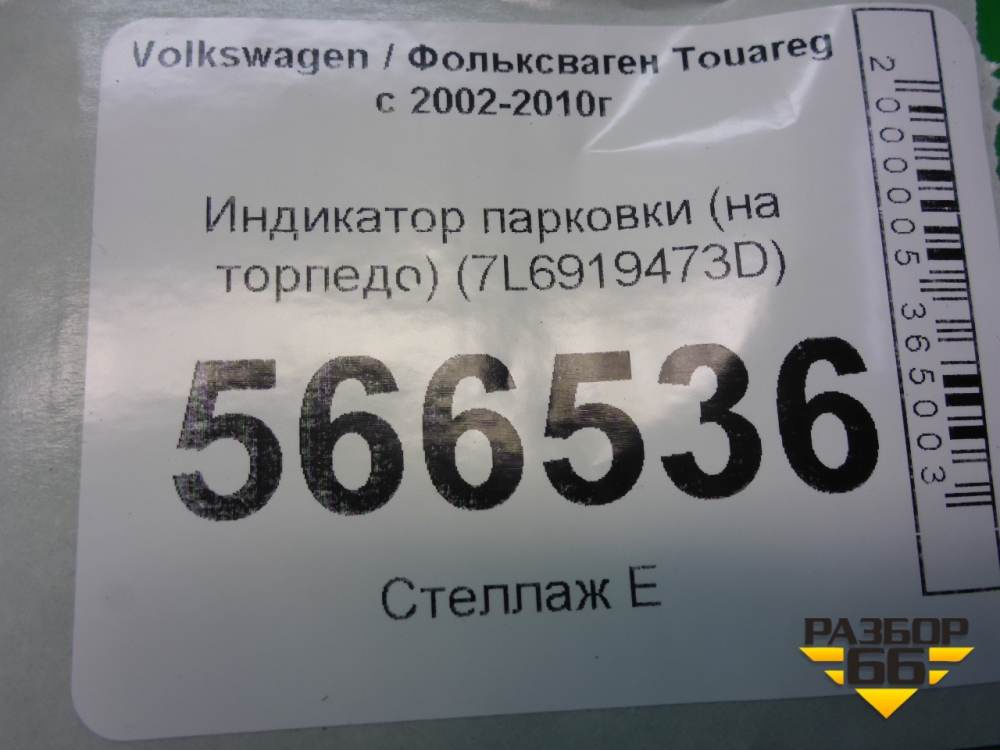 Volkswagen / Фольксваген Touareg
с 2002-2010г
Индикатор парковки (на
торпедо) (7L6919473D)
566536
Стеллаж Е
2000005365003
РАЗБОР
66